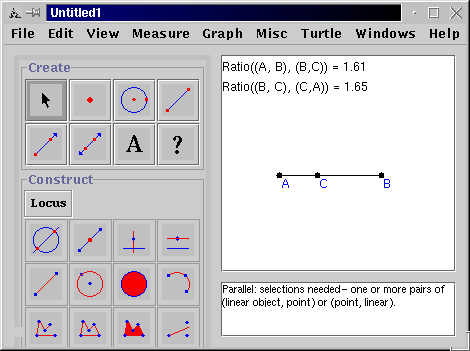 Untitled1
File Edit View Measure Graph Misc Turtle Windows Help
Create
A ?
Construct
Locus
Ratio((A, B), (B,C)) = 1.61
Ratio((B, C), (C,A)) = 1.65
A C B
Parallel: selections needed- one or more pairs of
(linear object, point) or (point, linear).